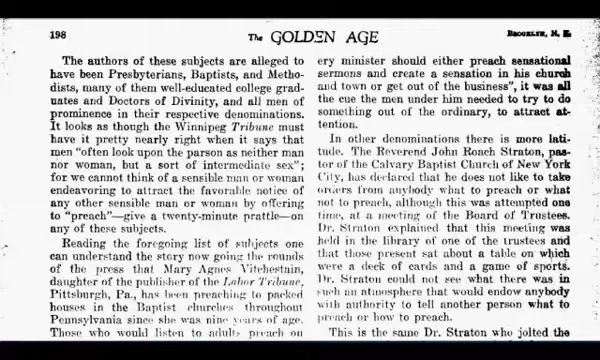 198
The GOLDEN AGE
BROOKLYN, N. Y.
The authors of these subjects are alleged to
have been Presbyterians, Baptists, and Metho-
dists, many of them well-educated college grad-
uates and Doctors of Divinity, and all men of
prominence in their respective denominations.
It looks as though the Winnipeg Tribune must
have it pretty nearly right when it says that
men "often look upon the parson as neither man
nor woman, but a sort of intermediate sex";
for we cannot think of a sensible man or woman
endeavoring to attract the favorable notice of
any other sensible man or woman by offering
to "preach"—give a twenty-minute prattle—on
any of these subjects.
Reading the foregoing list of subjects one
can understand the story now going the rounds
of the press that Mary Agnes Vitchestain,
daughter of the publisher of the Labor Tribune,
Pittsburgh, Pa., has been preaching to packed
houses in the Baptist churches throughout
Pennsylvania since she was nine years of age.
Those who would listen to adults preach on
ery minister should either preach sensational
sermons and create a sensation in his church
and town or get out of the business", it was all
the cue the men under him needed to try to do
something out of the ordinary, to attract at-
tention.
In other denominations there is more lati-
tude. The Reverend John Roach Straton, pas-
tor of the Calvary Baptist Church of New York
City, has declared that he does not like to take
orders from anybody what to preach or what
not to preach, although this was attempted one
time, at a meeting of the Board of Trustees.
Dr. Straton explained that this meeting was
held in the library of one of the trustees and
that those present sat about a table on which
were a deck of cards and a game of sports.
Dr. Straton could not see what there was in
such an atmosphere that would endow anybody
with authority to tell another person what to
preach or how to preach.
This is the same Dr. Straton who jolted the